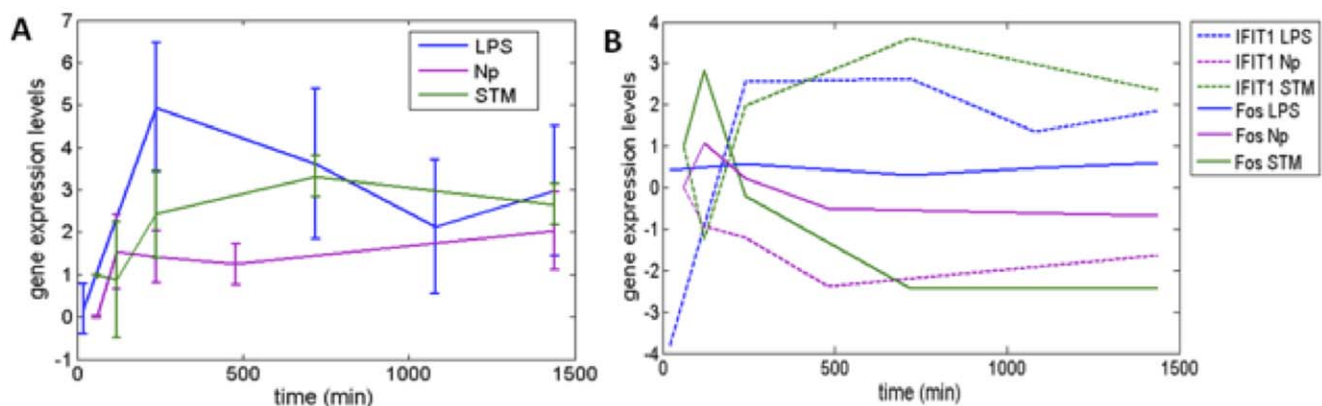 A
gene expression levels
7
6
5
4
3
2
1
0
-1
0
500
1000
1500
time (min)
LPS
Np
STM
B
gene expression levels
4
3
2
1
0
-1
-2
-3
-4
0
500
1000
1500
time (min)
IFIT1 LPS
IFIT1 Np
IFIT1 STM
Fos LPS
Fos Np
Fos STM